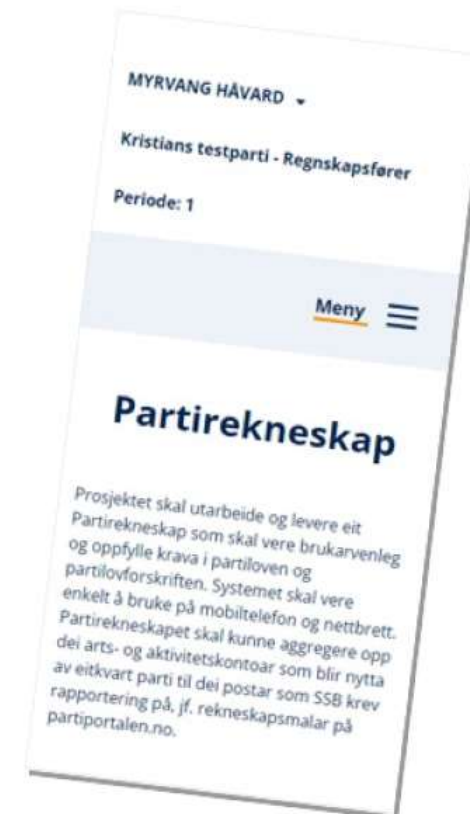 MYRVANG HÅVARD
Kristians testparti - Regnskapsfører
Periode: 1
Meny
Partirekneskap
Prosjektet skal utarbeide og levere eit
Partirekneskap som skal vere brukarvenleg
og oppfylle krava i partiloven og
partilovforskriften. Systemet skal vere
enkelt å bruke på mobiltelefon og nettbrett.
Partirekneskapet skal kunne aggregere opp
dei arts- og aktivitetskontoar som blir nytta
av eitkvart parti til dei postar som SSB krev
rapportering på, jf. rekneskapsmalar på
partiportalen.no.